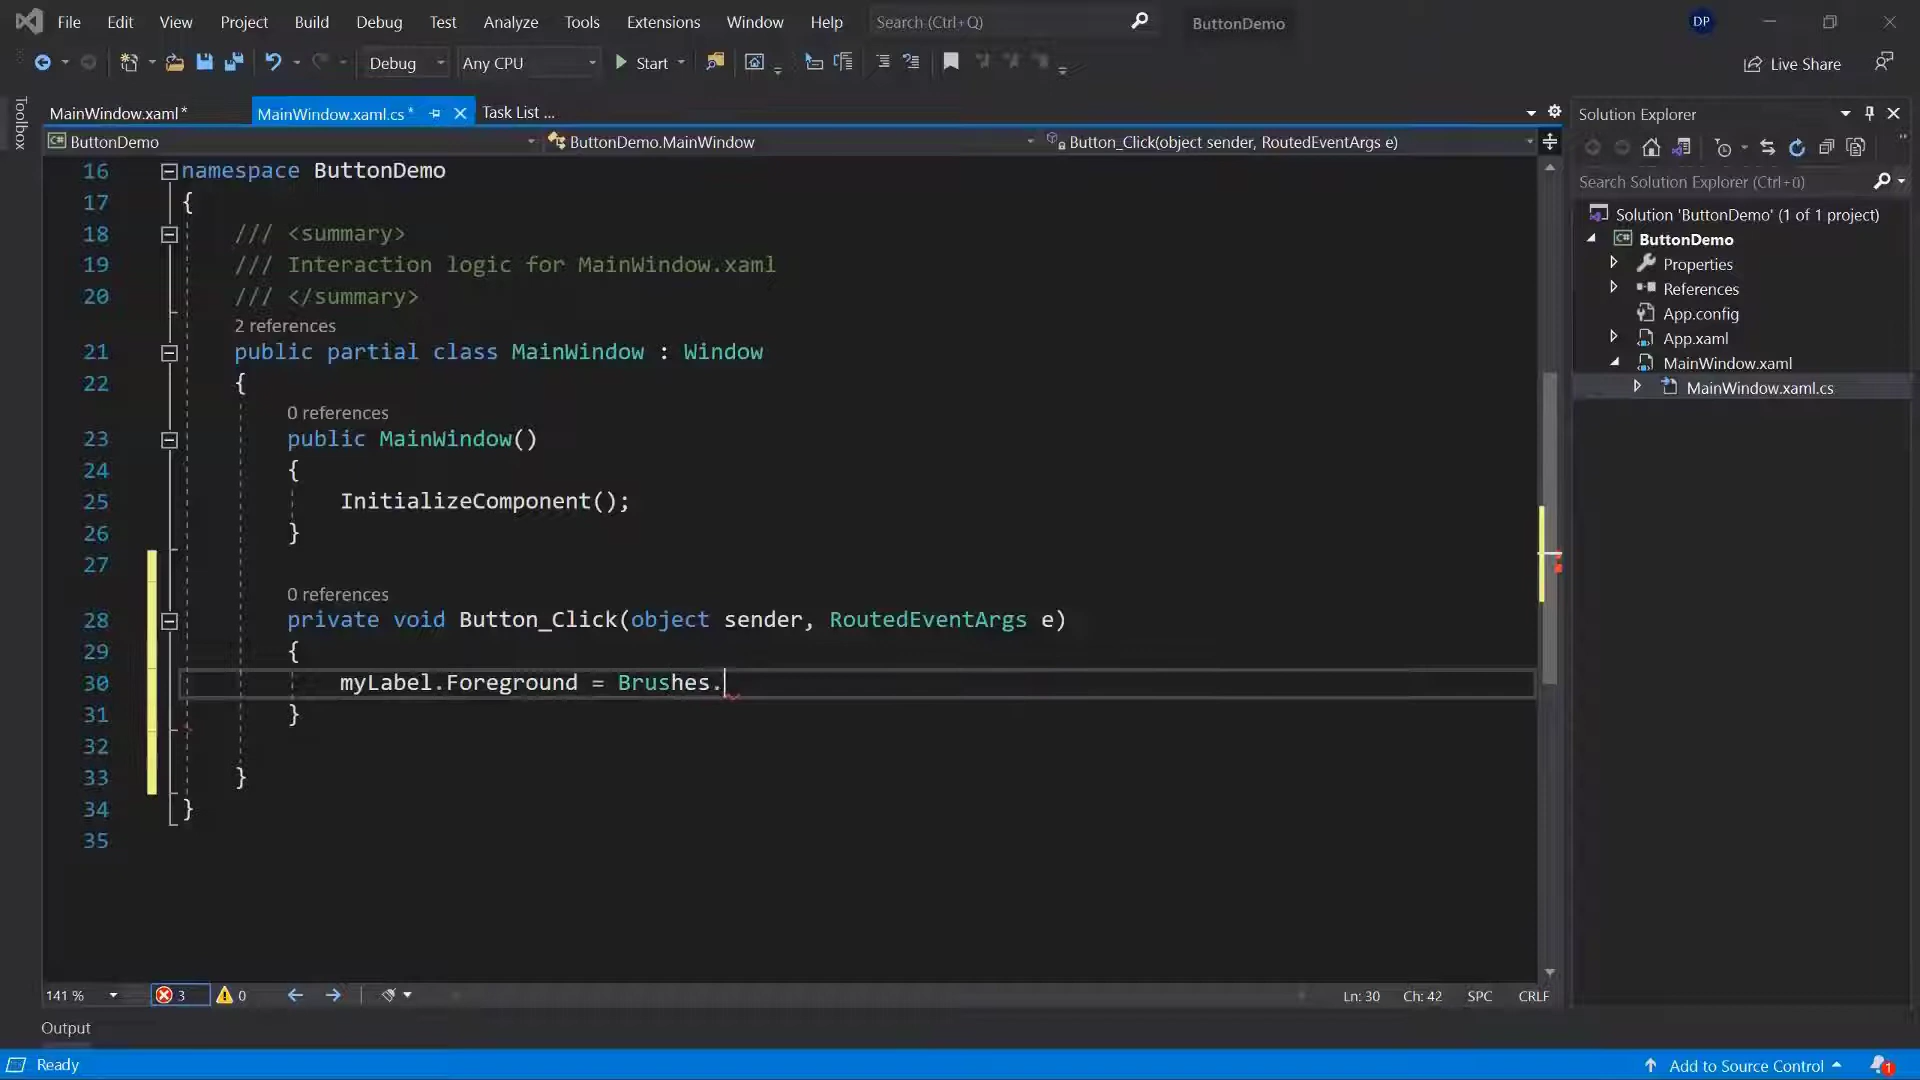 File Edit View Project Build Debug Test Analyze Tools Extensions Window Help Search (Ctrl+Q) ButtonDemo DP
Debug Any CPU Start Live Share
Toolbox
MainWindow.xaml* MainWindow.xaml.cs* Task List ...
ButtonDemo ButtonDemo.MainWindow Button_Click(object sender, RoutedEventArgs e)
16 namespace ButtonDemo
17 {
18 /// <summary>
19 /// Interaction logic for MainWindow.xaml
20 /// </summary>
2 references
21 public partial class MainWindow : Window
22 {
0 references
23 public MainWindow()
24 {
25 InitializeComponent();
26 }
27
0 references
28 private void Button_Click(object sender, RoutedEventArgs e)
29 {
30 myLabel.Foreground = Brushes.
31 }
32
33 }
34 }
35
141 % 3 0 Ln: 30 Ch: 42 SPC CRLF
Output
Ready Add to Source Control 1
Solution Explorer
Search Solution Explorer (Ctrl+ü)
Solution 'ButtonDemo' (1 of 1 project)
C# ButtonDemo
Properties
References
App.config
App.xaml
MainWindow.xaml
MainWindow.xaml.cs